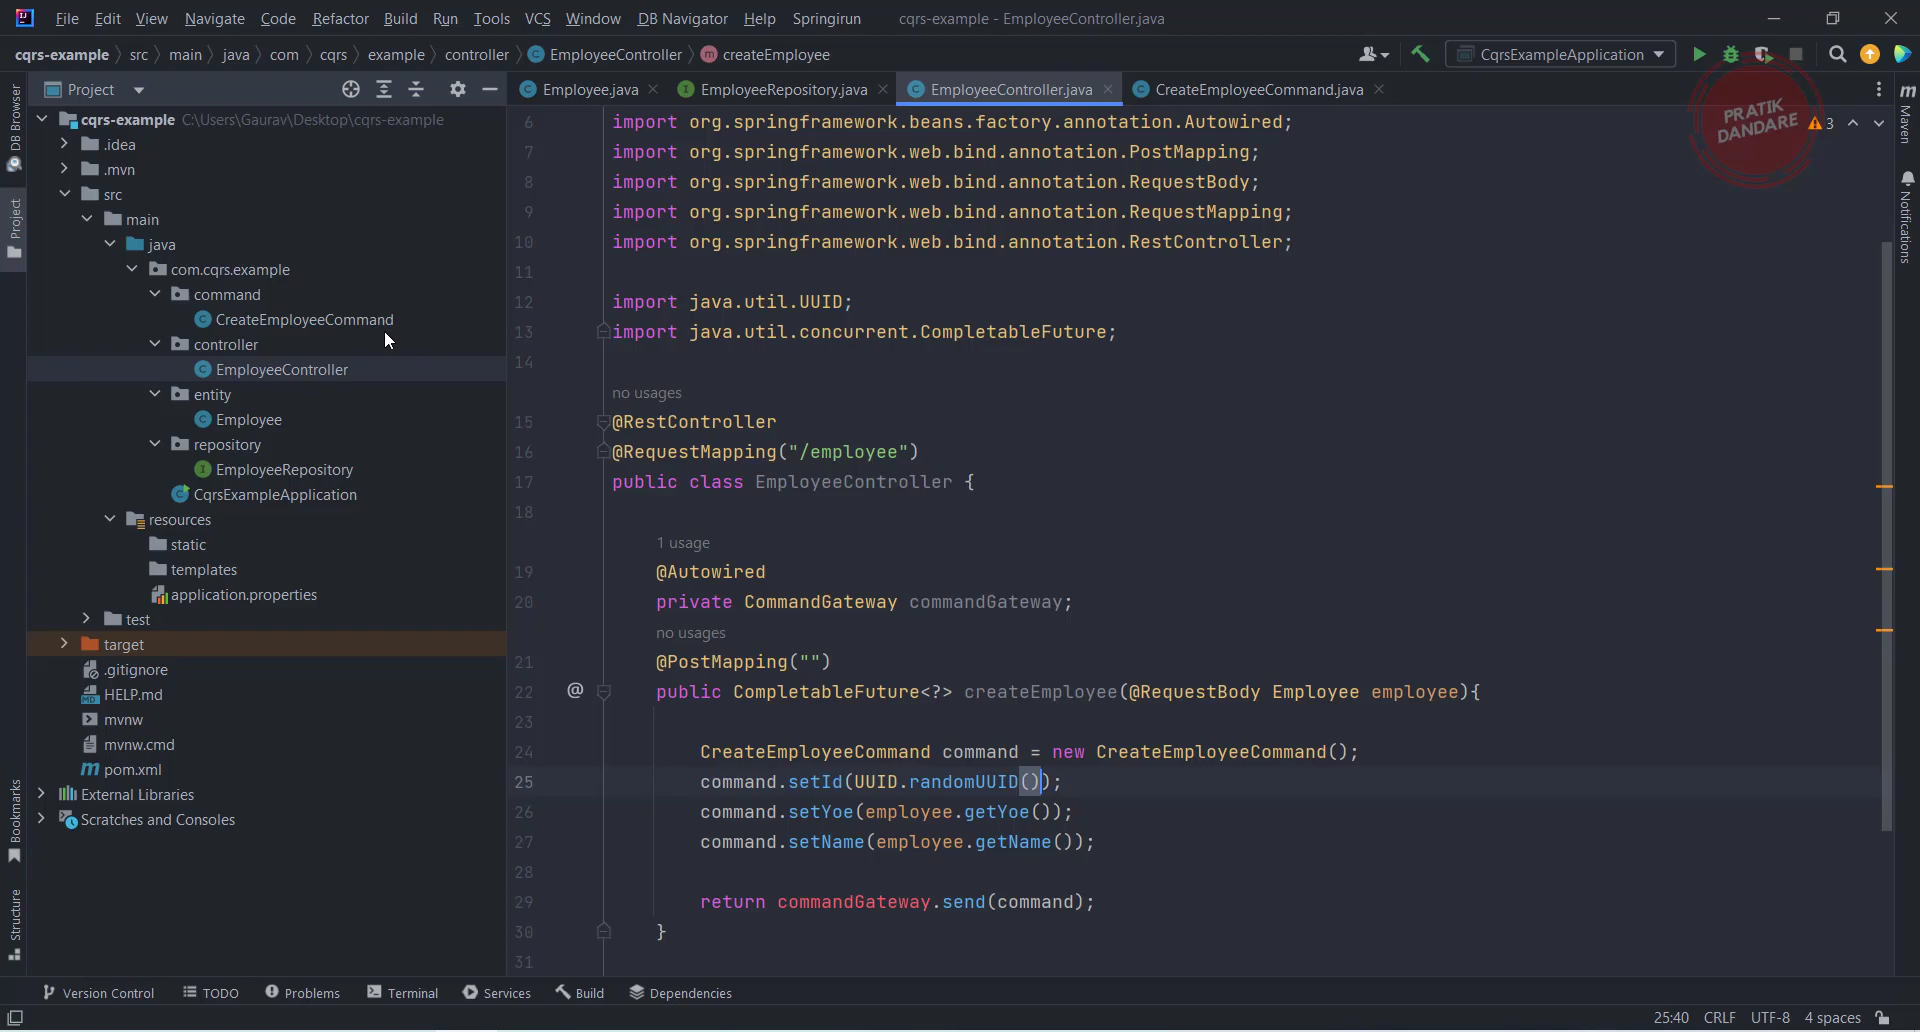 File Edit View Navigate Code Refactor Build Run Tools VCS Window DB Navigator Help Springirun cqrs-example - EmployeeController.java
cqrs-example src main java com cqrs example controller EmployeeController createEmployee CqrsExampleApplication
Project
Employee.java EmployeeRepository.java EmployeeController.java CreateEmployeeCommand.java
DB Browser
Project
Bookmarks
Structure
cqrs-example C:\Users\Gaurav\Desktop\cqrs-example
.idea
.mvn
src
main
java
com.cqrs.example
command
CreateEmployeeCommand
controller
EmployeeController
entity
Employee
repository
EmployeeRepository
CqrsExampleApplication
resources
static
templates
application.properties
test
target
.gitignore
HELP.md
mvnw
mvnw.cmd
pom.xml
External Libraries
Scratches and Consoles
6 import org.springframework.beans.factory.annotation.Autowired;
7 import org.springframework.web.bind.annotation.PostMapping;
8 import org.springframework.web.bind.annotation.RequestBody;
9 import org.springframework.web.bind.annotation.RequestMapping;
10 import org.springframework.web.bind.annotation.RestController;
11
12 import java.util.UUID;
13 import java.util.concurrent.CompletableFuture;
14
no usages
15 @RestController
16 @RequestMapping("/employee")
17 public class EmployeeController {
18
1 usage
19 @Autowired
20 private CommandGateway commandGateway;
no usages
21 @PostMapping("")
22 public CompletableFuture<?> createEmployee(@RequestBody Employee employee){
23
24 CreateEmployeeCommand command = new CreateEmployeeCommand();
25 command.setId(UUID.randomUUID());
26 command.setYoe(employee.getYoe());
27 command.setName(employee.getName());
28
29 return commandGateway.send(command);
30 }
31
PRATIK
DANDARE
3
Maven
Notifications
Version Control TODO Problems Terminal Services Build Dependencies
25:40 CRLF UTF-8 4 spaces